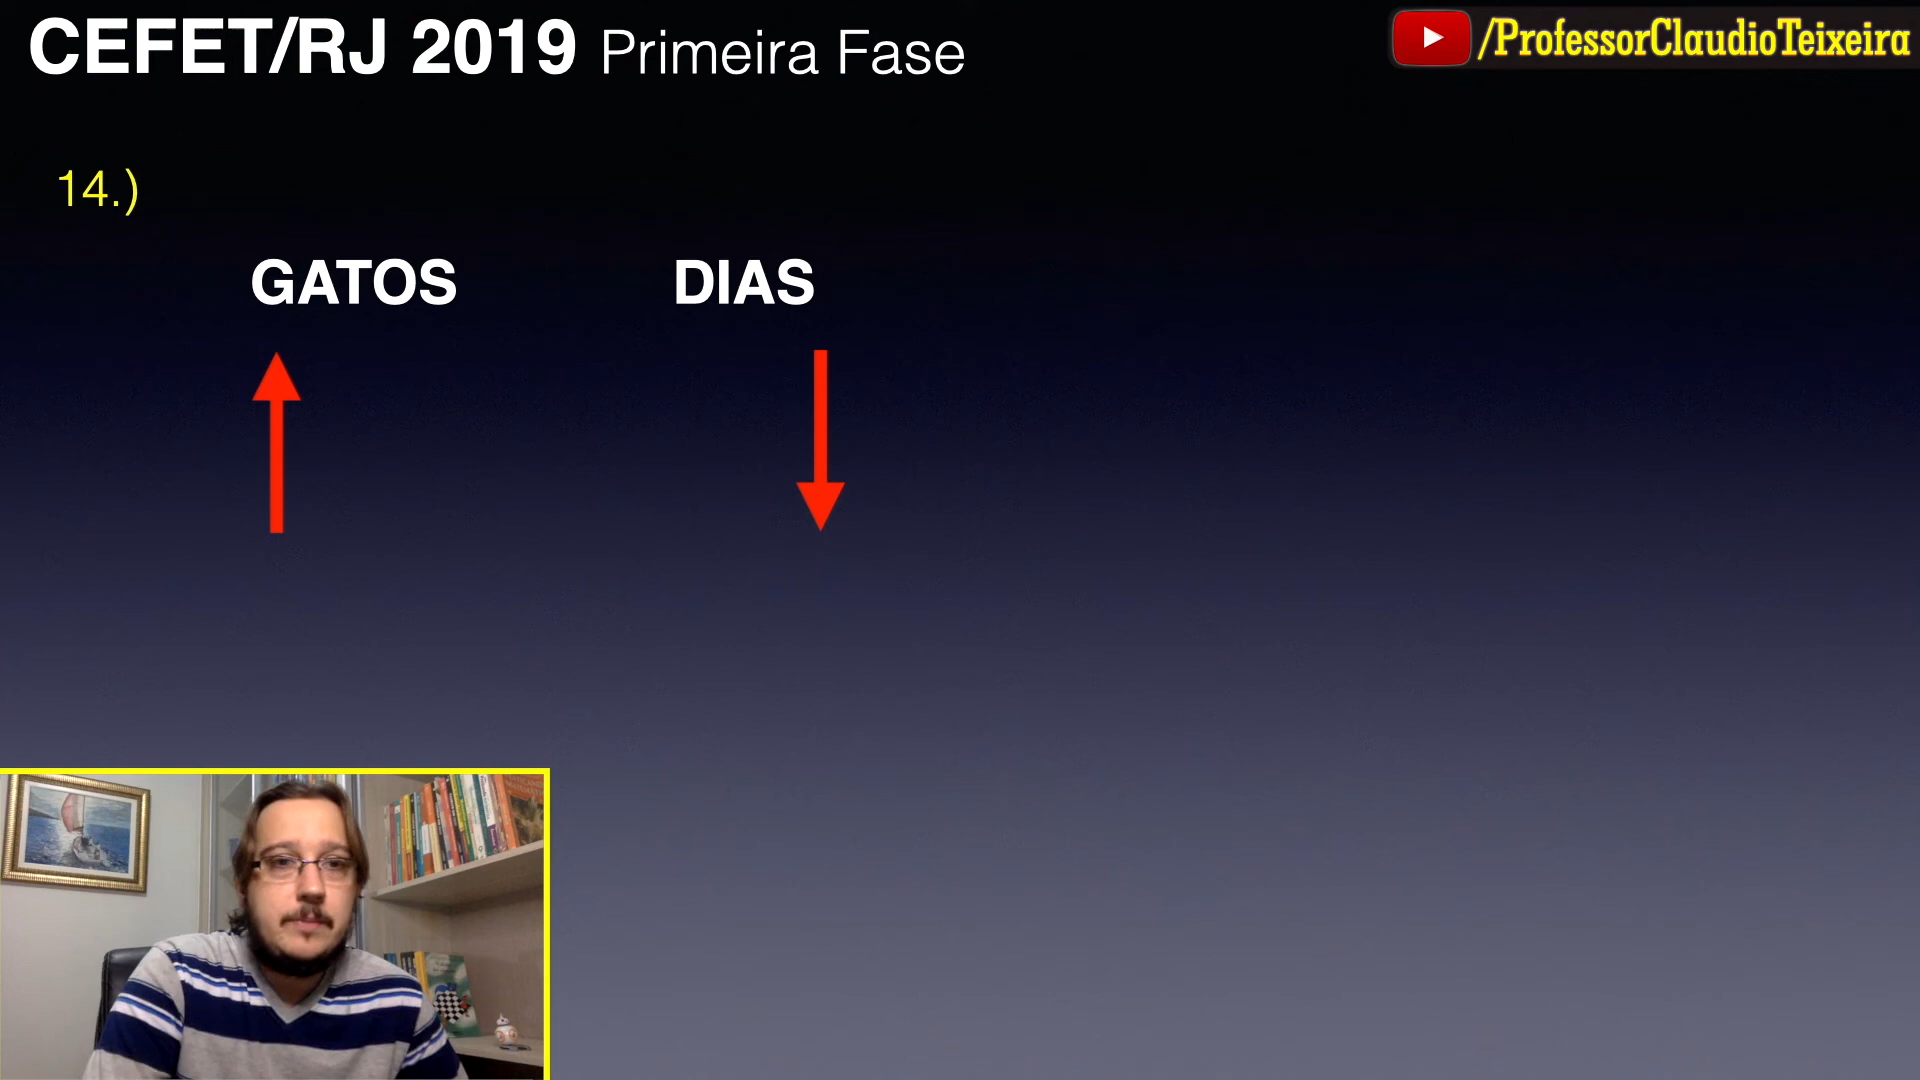 CEFET/RJ 2019 Primeira Fase
/ProfessorClaudioTeixeira
14.)
GATOS DIAS